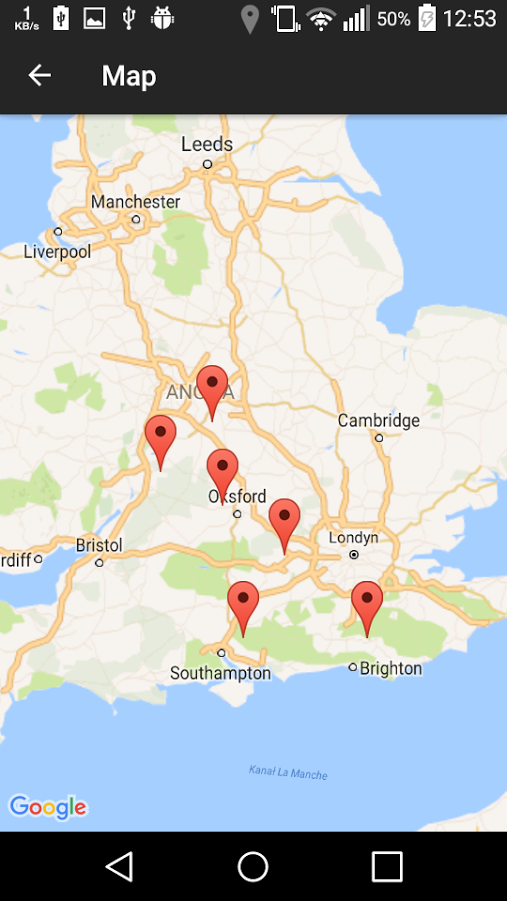 1
KB/s
50%
12:53
Map
Leeds
Manchester
Liverpool
Cambridge
Oksford
Londyn
Bristol
rdiff
Southampton
Brighton
Kanał La Manche
Google